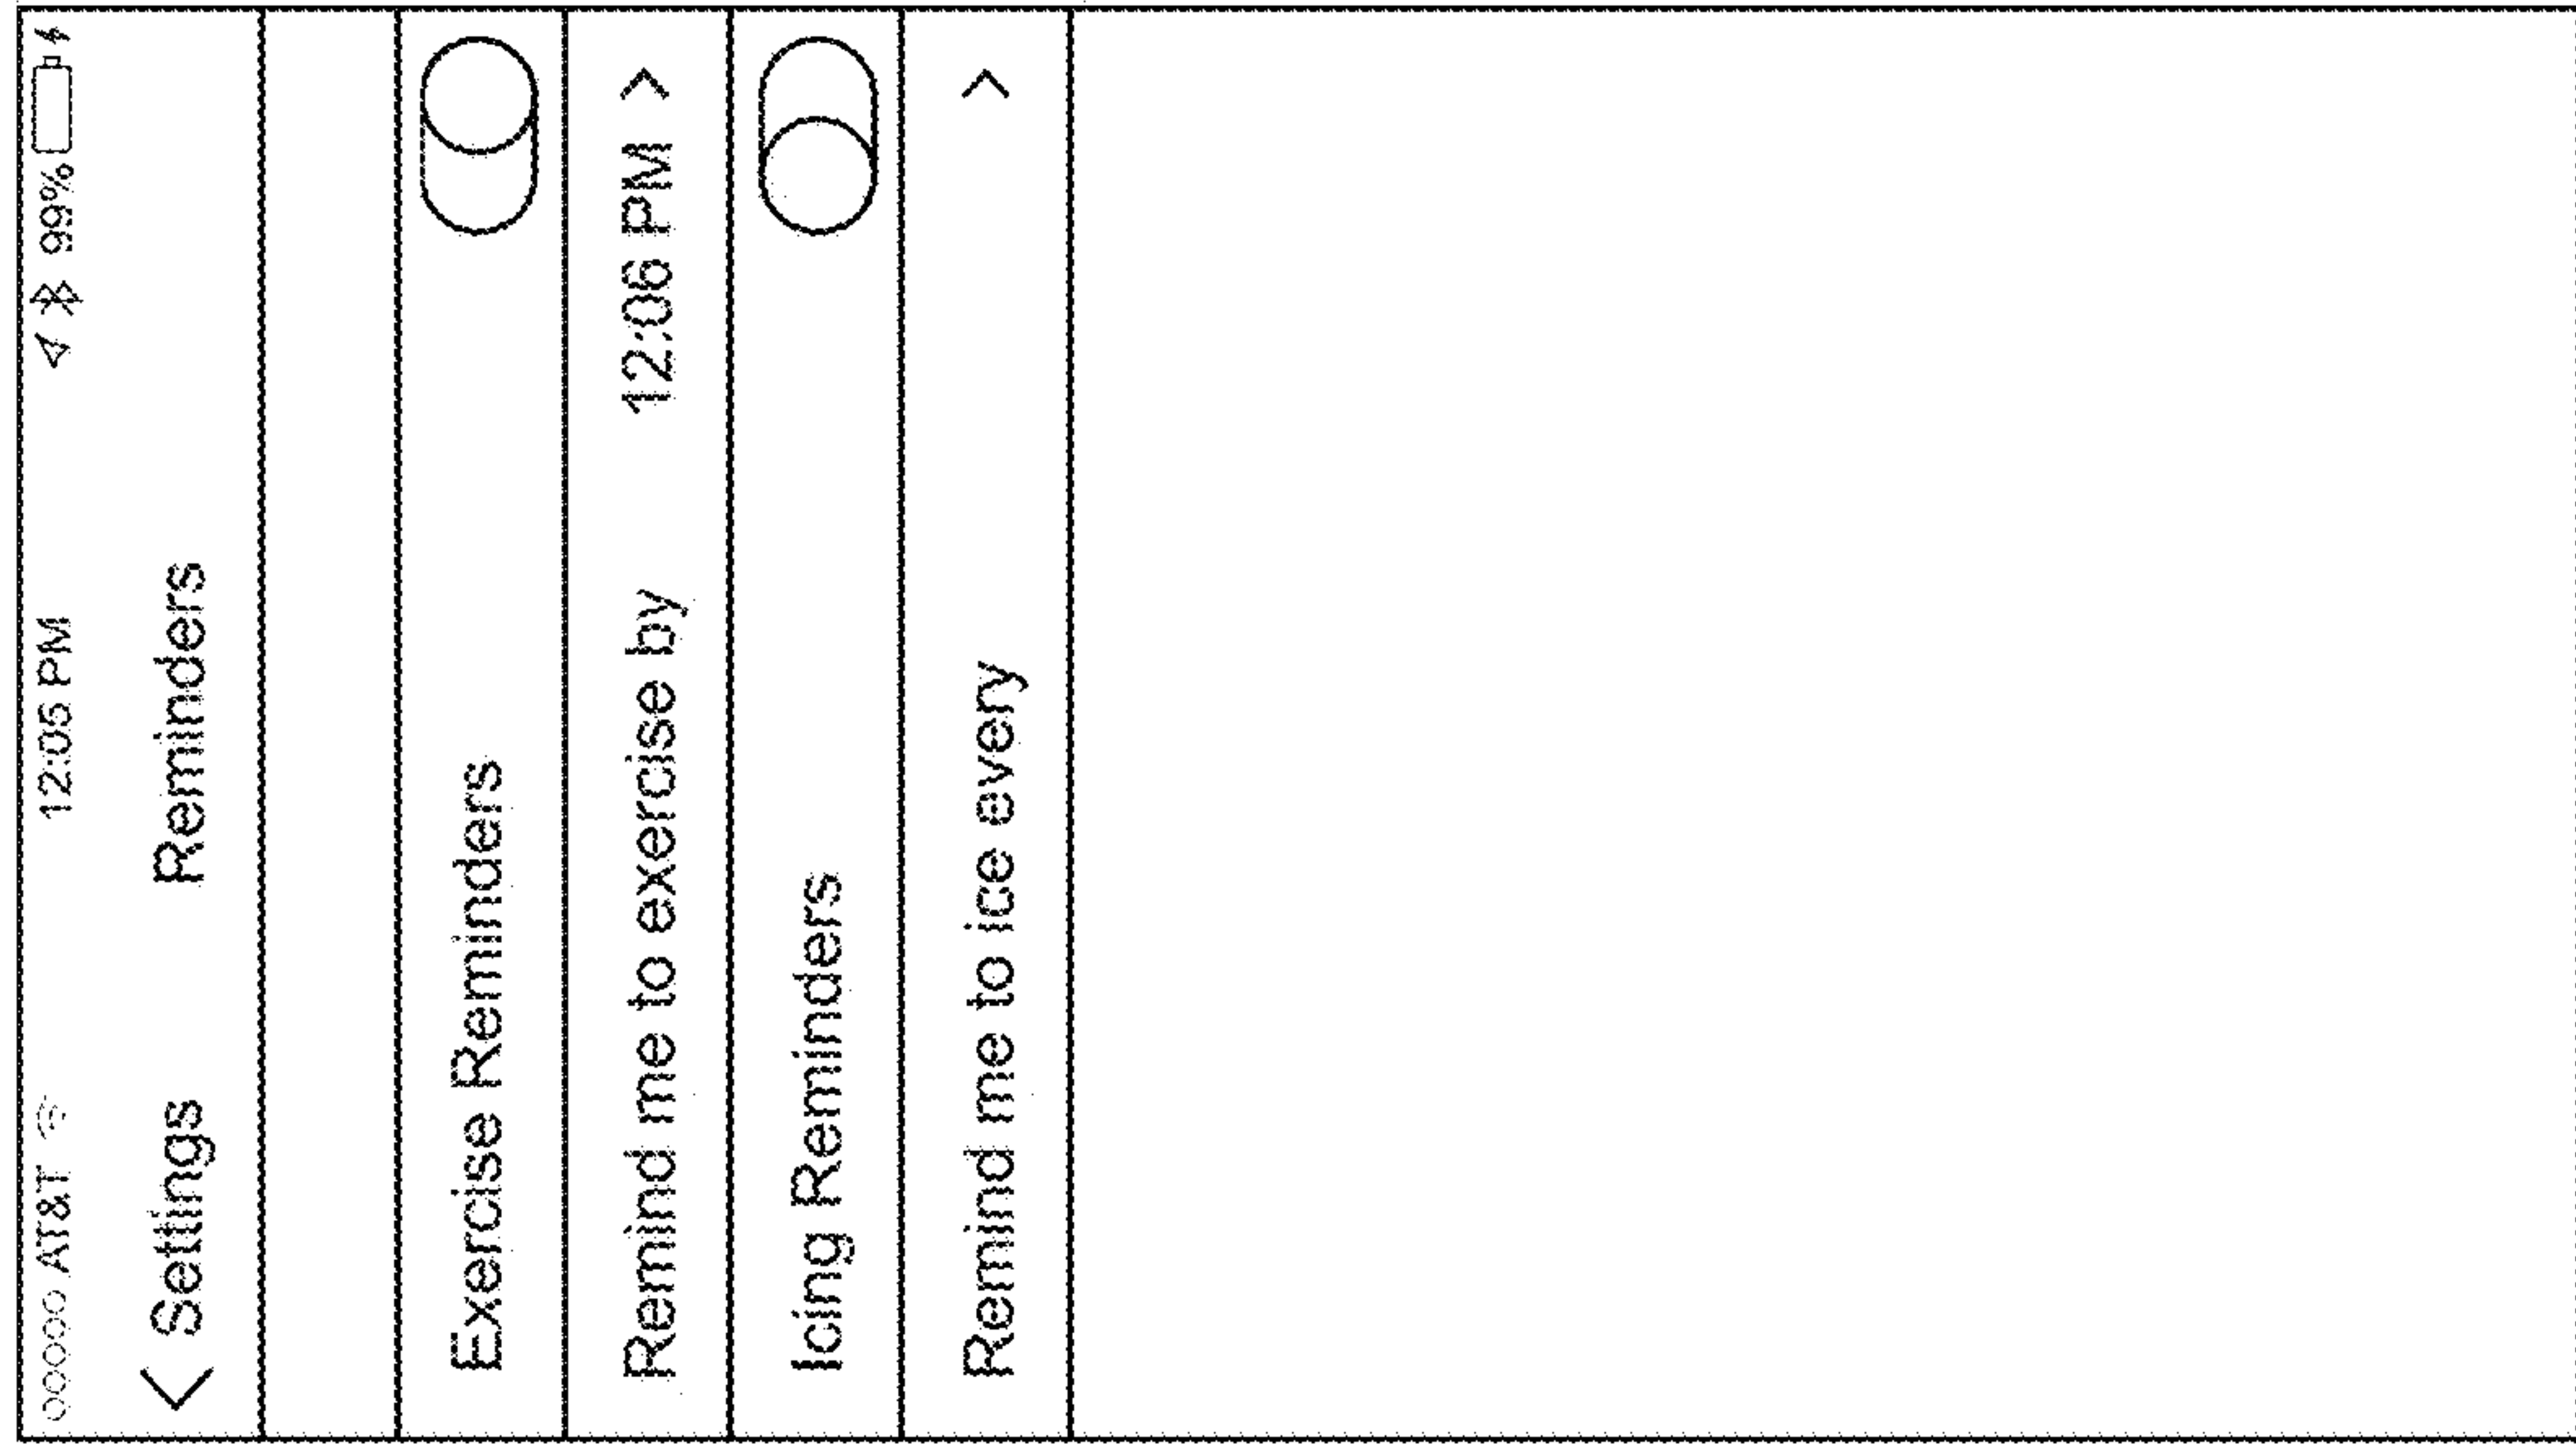 AT&T 12:05 PM 99%
Settings Reminders
Exercise Reminders
Remind me to exercise by 12:06 PM
Icing Reminders
Remind me to ice every